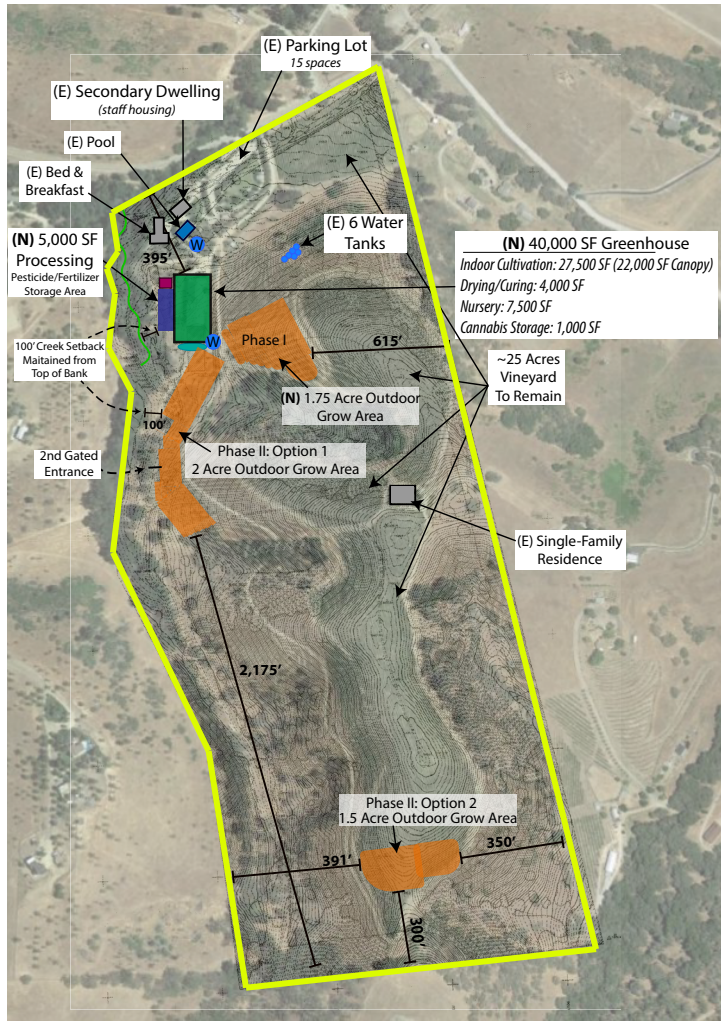 (E) Parking Lot
15 spaces
(E) Secondary Dwelling
(staff housing)
(E) Pool
(E) Bed &
Breakfast
W
(E) 6 Water
Tanks
(N) 5,000 SF
Processing
Pesticide/Fertilizer
Storage Area
395'
(N) 40,000 SF Greenhouse
Indoor Cultivation: 27,500 SF (22,000 SF Canopy)
Drying/Curing: 4,000 SF
Nursery: 7,500 SF
Cannabis Storage: 1,000 SF
100' Creek Setback
Maitained from
Top of Bank
W
Phase I
615'
~25 Acres
Vineyard
To Remain
(N) 1.75 Acre Outdoor
Grow Area
100'
Phase II: Option 1
2 Acre Outdoor Grow Area
2nd Gated
Entrance
(E) Single-Family
Residence
2,175'
Phase II: Option 2
1.5 Acre Outdoor Grow Area
391'
350'
300'